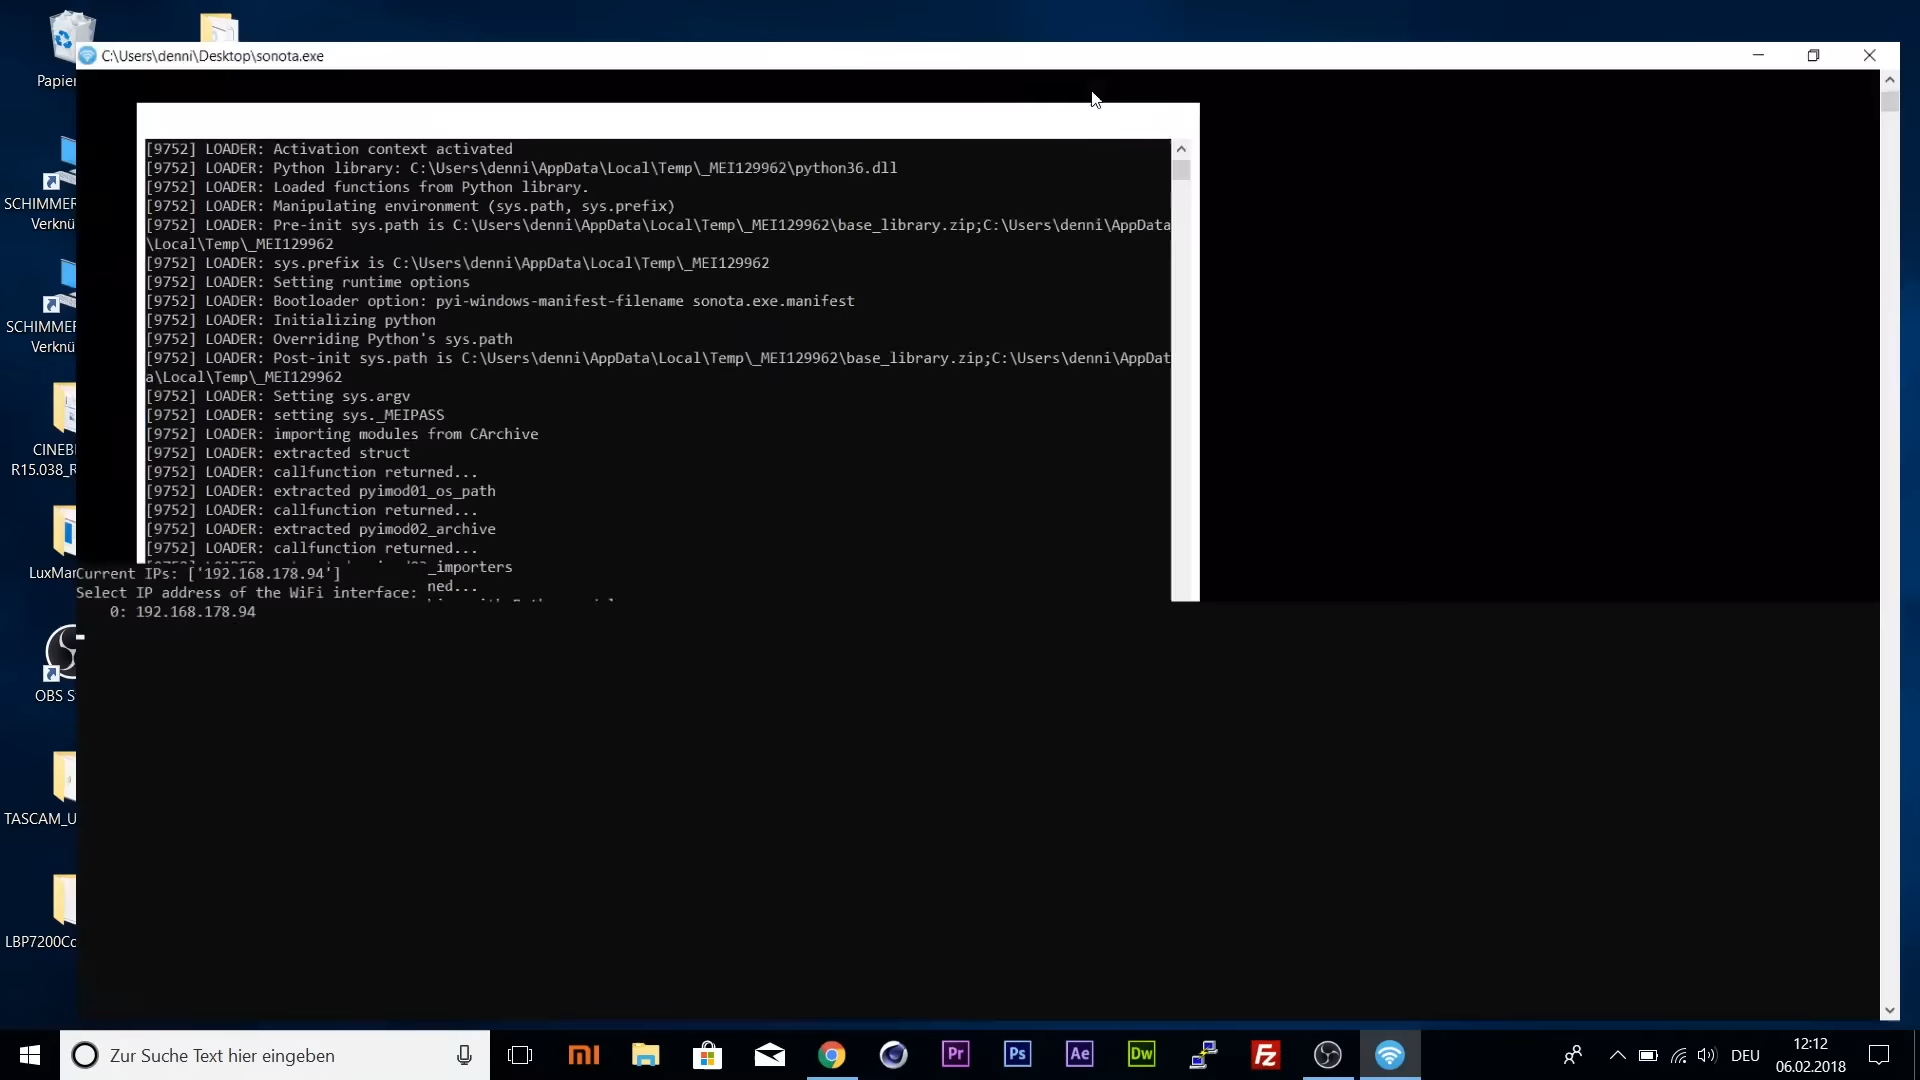 Papier
C:\Users\denni\Desktop\sonota.exe
[9752] LOADER: Activation context activated
[9752] LOADER: Python library: C:\Users\denni\AppData\Local\Temp\_MEI129962\python36.dll
[9752] LOADER: Loaded functions from Python library.
[9752] LOADER: Manipulating environment (sys.path, sys.prefix)
[9752] LOADER: Pre-init sys.path is C:\Users\denni\AppData\Local\Temp\_MEI129962\base_library.zip;C:\Users\denni\AppData
\Local\Temp\_MEI129962
[9752] LOADER: sys.prefix is C:\Users\denni\AppData\Local\Temp\_MEI129962
[9752] LOADER: Setting runtime options
[9752] LOADER: Bootloader option: pyi-windows-manifest-filename sonota.exe.manifest
[9752] LOADER: Initializing python
[9752] LOADER: Overriding Python's sys.path
[9752] LOADER: Post-init sys.path is C:\Users\denni\AppData\Local\Temp\_MEI129962\base_library.zip;C:\Users\denni\AppDat
a\Local\Temp\_MEI129962
[9752] LOADER: Setting sys.argv
[9752] LOADER: setting sys._MEIPASS
[9752] LOADER: importing modules from CArchive
[9752] LOADER: extracted struct
[9752] LOADER: callfunction returned...
[9752] LOADER: extracted pyimod01_os_path
[9752] LOADER: callfunction returned...
[9752] LOADER: extracted pyimod02_archive
[9752] LOADER: callfunction returned...
_importers
Current IPs: ['192.168.178.94']
ned...
Select IP address of the WiFi interface:
0: 192.168.178.94
SCHIMMER
Verknü
SCHIMMER
Verknü
CINEB
R15.038_R
LuxMar
OBS S
TASCAM_U
LBP7200Co
Zur Suche Text hier eingeben
MI
Pr
Ps
Ae
Dw
Fz
DEU
12:12
06.02.2018